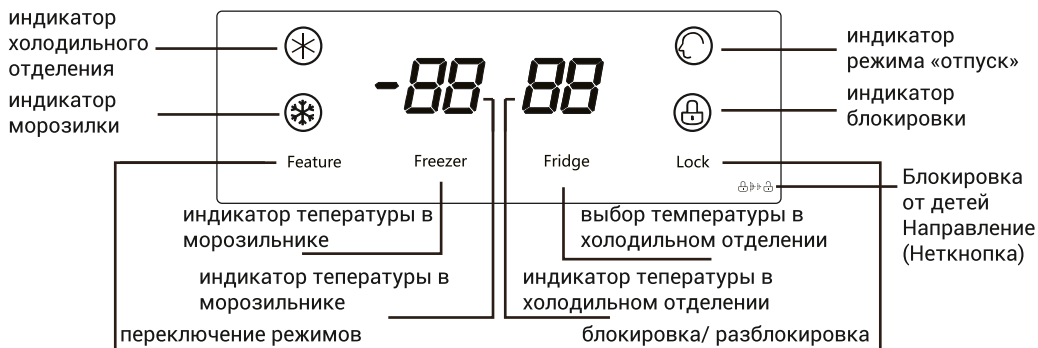 индикатор
холодильного
отделения
индикатор
морозилки
-88 88
Feature Freezer Fridge Lock
индикатор
режима «отпуск»
индикатор
блокировки
Блокировка
от детей
Направление
(Неткнопка)
индикатор тепературы в
морозильнике
выбор температуры в
холодильном отделении
индикатор тепературы в
морозильнике
индикатор тепературы в
холодильном отделении
переключение режимов
блокировка/ разблокировка